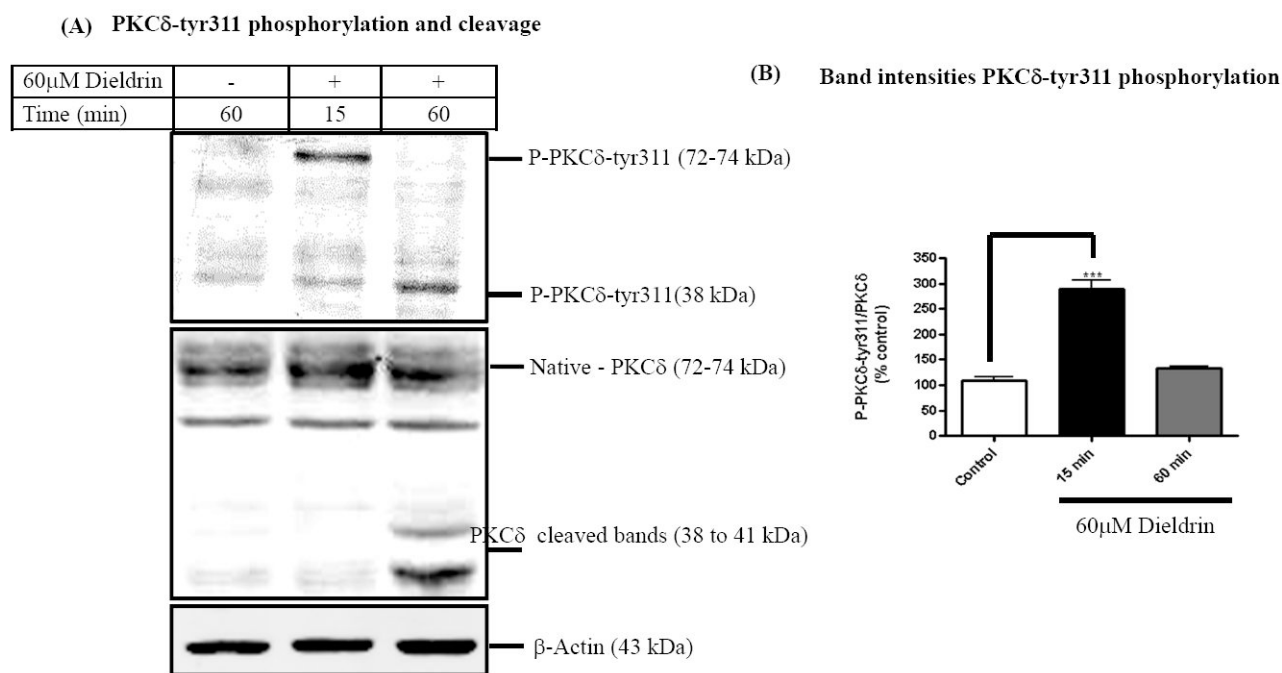 (A) PKCδ-tyr311 phosphorylation and cleavage
60μM Dieldrin - + +
Time (min) 60 15 60
P-PKCδ-tyr311 (72-74 kDa)
P-PKCδ-tyr311(38 kDa)
Native - PKCδ (72-74 kDa)
PKCδ cleaved bands (38 to 41 kDa)
β-Actin (43 kDa)
(B) Band intensities PKCδ-tyr311 phosphorylation
P-PKCδ-tyr311/PKCδ
(% control)
350
300
250
200
150
100
50
0
***
Control
15 min
60 min
60μM Dieldrin